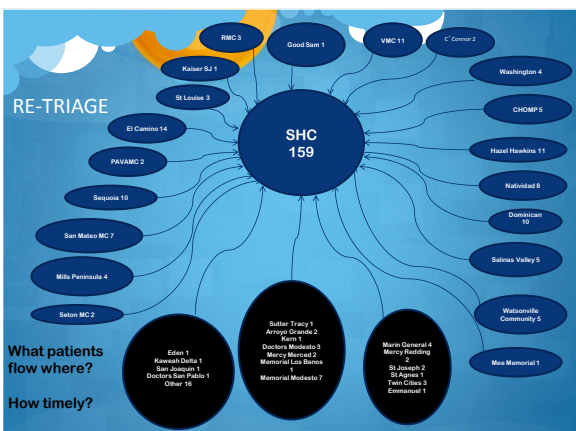 RMC 3
Good Sam 1
VMC 11
C`Connor 2
Kaiser SJ 1
Washington 4
St Louise 3
RE-TRIAGE
CHOMP 5
El Camino 14
SHC
159
Hazel Hawkins 11
PAVAMC 2
Natividad 8
Sequoia 10
Dominican
10
San Mateo MC 7
Salinas Valley 5
Mills Peninsula 4
Seton MC 2
Watsonville
Community 5
Mee Memorial 1
Eden 1
Kaweah Delta 1
San Joaquin 1
Doctors San Pablo 1
Other 16
Sutter Tracy 1
Arroyo Grande 2
Kern 1
Doctors Modesto 3
Mercy Merced 2
Memorial Los Banos
1
Memorial Modesto 7
Marin General 4
Mercy Redding
2
St Joseph 2
St Agnes 1
Twin Cities 3
Emmanuel 1
What patients
flow where?
How timely?